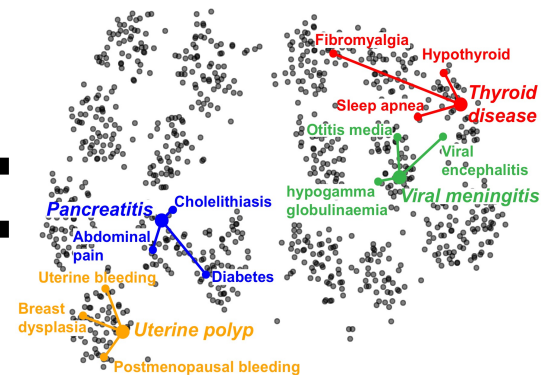 Fibromyalgia
Hypothyroid
Thyroid
disease
Sleep apnea
Otitis media
Viral
encephalitis
hypogamma
globulinaemia
Viral meningitis
Cholelithiasis
Pancreatitis
Abdominal
pain
Diabetes
Uterine bleeding
Breast
dysplasia
Uterine polyp
Postmenopausal bleeding